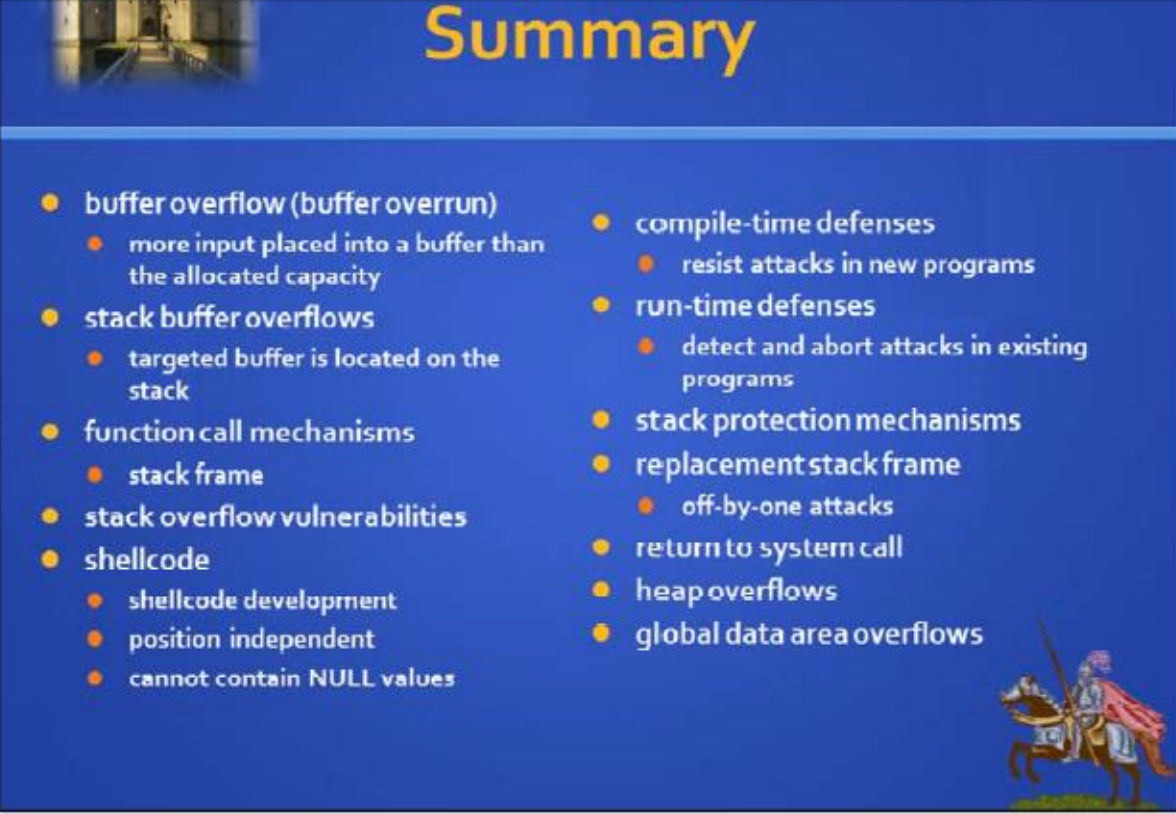 Summary
buffer overflow (buffer overrun)
more input placed into a buffer than
the allocated capacity
stack buffer overflows
targeted buffer is located on the
stack
function call mechanisms
stack frame
stack overflow vulnerabilities
shellcode
shellcode development
position independent
cannot contain NULL values
compile-time defenses
resist attacks in new programs
run-time defenses
detect and abort attacks in existing
programs
stack protection mechanisms
replacement stack frame
off-by-one attacks
return to system call
heap overflows
global data area overflows